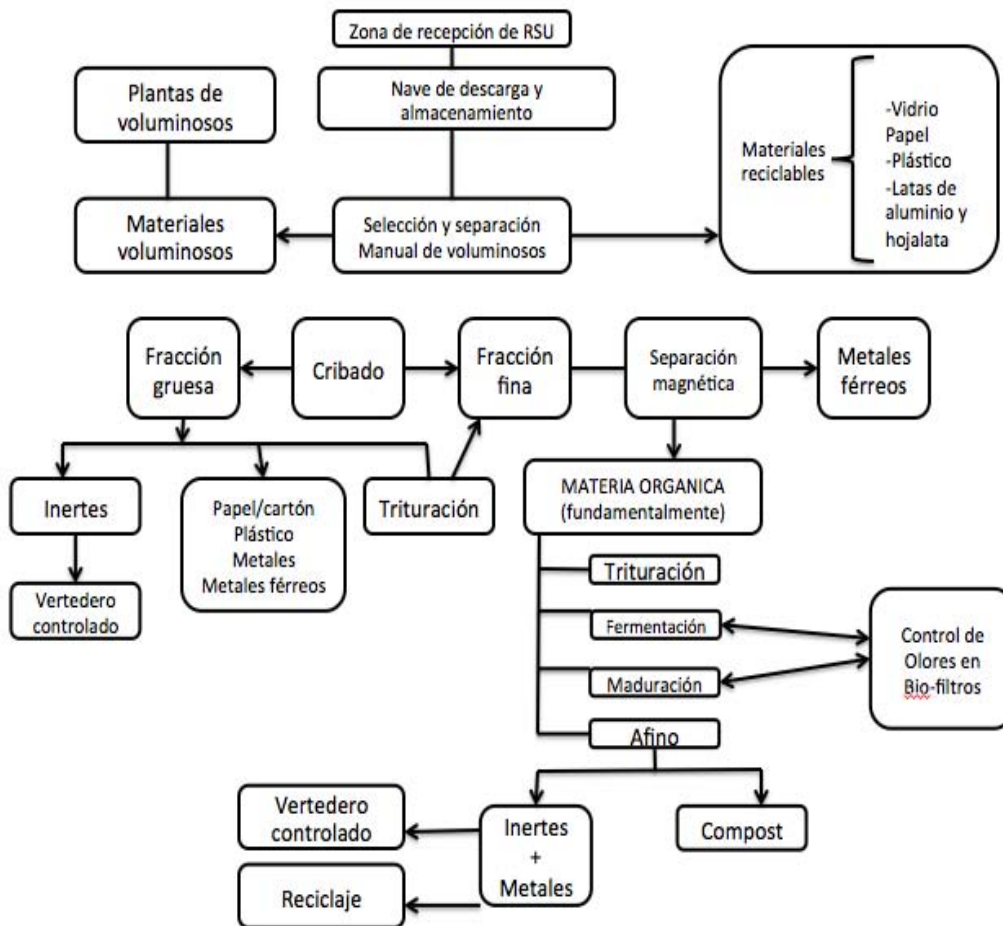 Zona de recepción de RSU
Plantas de
voluminosos
Nave de descarga y
almacenamiento
Materiales
reciclables
-Vidrio
Papel
-Plástico
-Latas de
aluminio y
hojalata
Materiales
voluminosos
Selección y separación
Manual de voluminosos
Fracción
gruesa
Cribado
Fracción
fina
Separación
magnética
Metales
férreos
Inertes
Papel/cartón
Plástico
Metales
Metales férreos
Trituración
MATERIA ORGANICA
(fundamentalmente)
Vertedero
controlado
Trituración
Fermentación
Maduración
Afino
Control de
Olores en
Bio-filtros
Vertedero
controlado
Reciclaje
Inertes
+
Metales
Compost